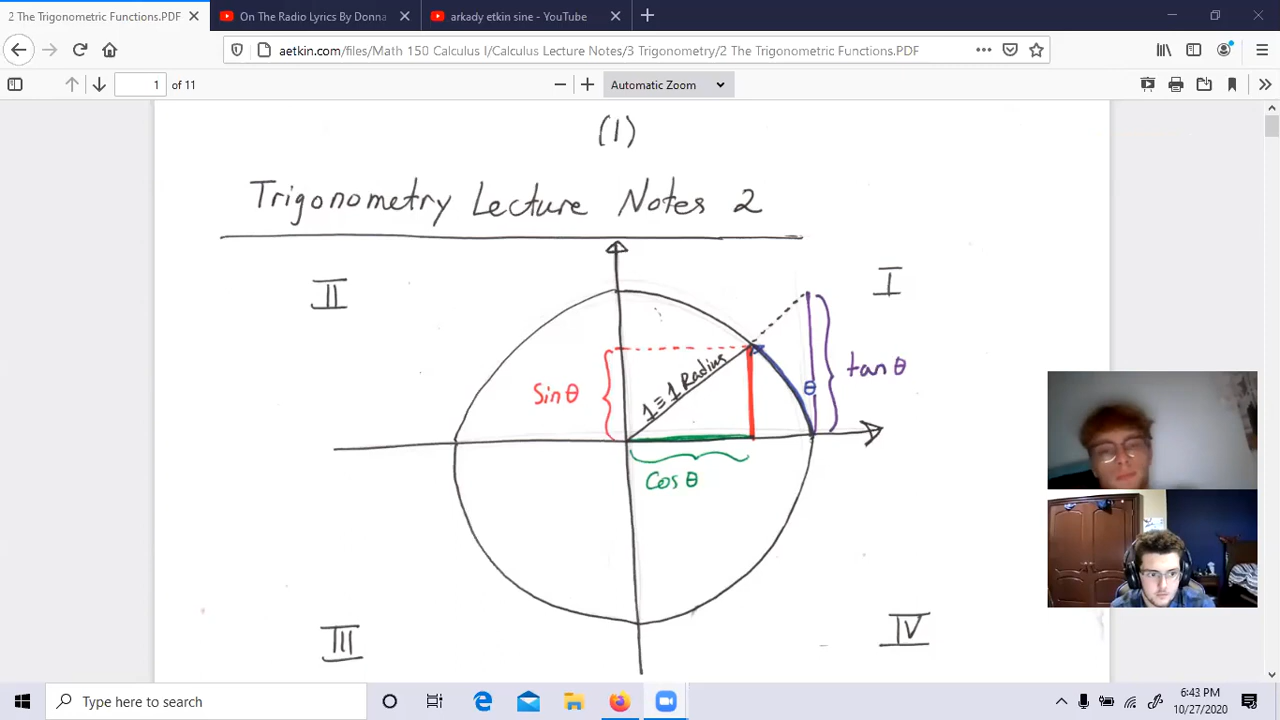 2 The Trigonometric Functions.PDF
On The Radio Lyrics By Donna
arkady etkin sine - YouTube
aetkin.com/files/Math 150 Calculus I/Calculus Lecture Notes/3 Trigonometry/2 The Trigonometric Functions.PDF
1 of 11
Automatic Zoom
(1)
Trigonometry Lecture Notes 2
II
I
Sinθ
1 ≡ 1 Radius
θ
tanθ
Cosθ
III
IV
Type here to search
6:43 PM
10/27/2020